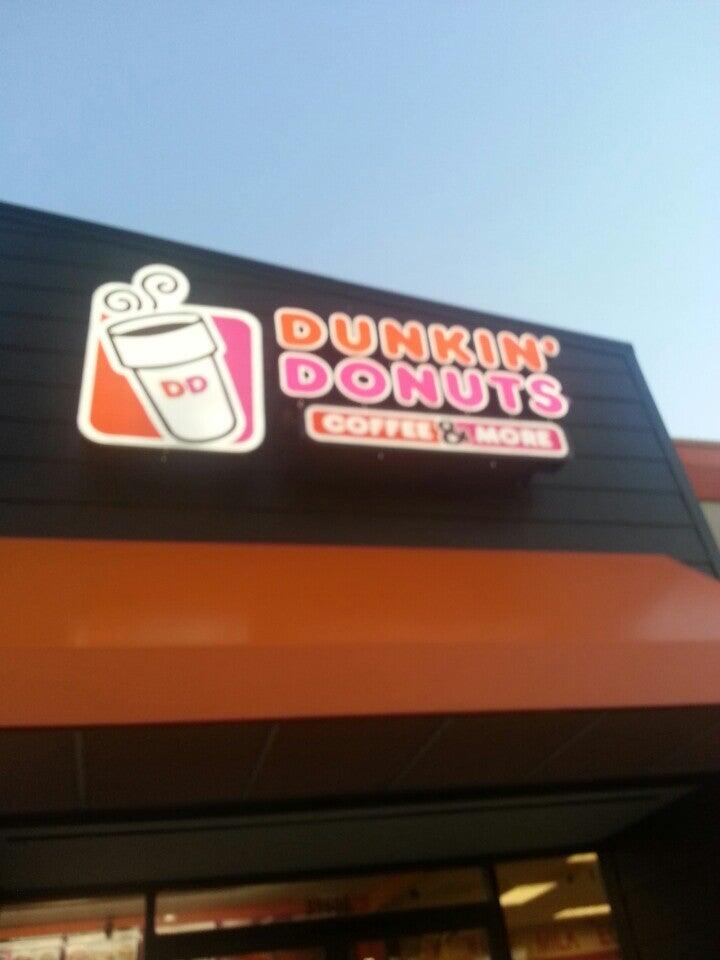 DD
DUNKIN'
DONUTS
COFFEE & MORE